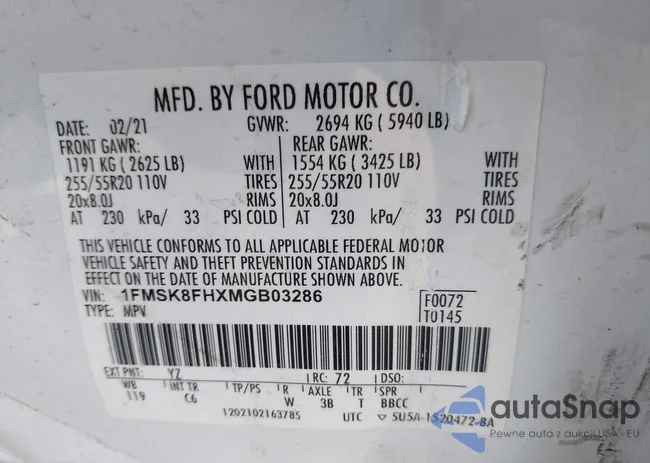 MFD. BY FORD MOTOR CO.
DATE: 02/21 GVWR: 2694 KG ( 5940 LB)
FRONT GAWR: REAR GAWR:
1191 KG ( 2625 LB) WITH 1554 KG ( 3425 LB) WITH
255/55R20 110V TIRES 255/55R20 110V TIRES
20x8.0J RIMS 20x8.0J RIMS
AT 230 kPa/ 33 PSI COLD AT 230 kPa/ 33 PSI COLD
THIS VEHICLE CONFORMS TO ALL APPLICABLE FEDERAL MOTOR
VEHICLE SAFETY AND THEFT PREVENTION STANDARDS IN
EFFECT ON THE DATE OF MANUFACTURE SHOWN ABOVE.
VIN: 1FMSK8FHXMGB03286 F0072
TYPE: MPV T0145
EXT PNT: YZ RC: 72 DSO:
WB INT TR TP/PS R AXLE TR SPR
119 C6 W 3B T BBCC
1202102163785 UTC ▽ 5U5A-1520472-BA
autaSnap
Pewne auta z aukcji USA - EU